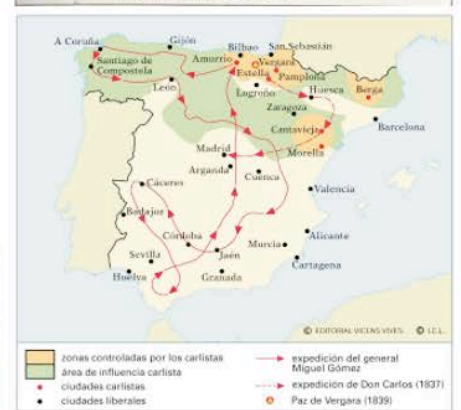 A Coruña
Gijón
Bilbao
San Sebastián
Santiago de
Compostela
Amurrio
Vergara
Estella
Pamplona
León
Logroño
Huesca
Berga
Zaragoza
Barcelona
Cantavieja
Madrid
Morella
Arganda
Cuenca
Cáceres
Valencia
Badajoz
Alicante
Córdoba
Murcia
Jaén
Sevilla
Cartagena
Huelva
Granada
© EDITORIAL VICENS VIVES © I.C.L.
zonas controladas por los carlistas
área de influencia carlista
ciudades carlistas
ciudades liberales
expedición del general
Miguel Gómez
expedición de Don Carlos (1837)
Paz de Vergara (1839)